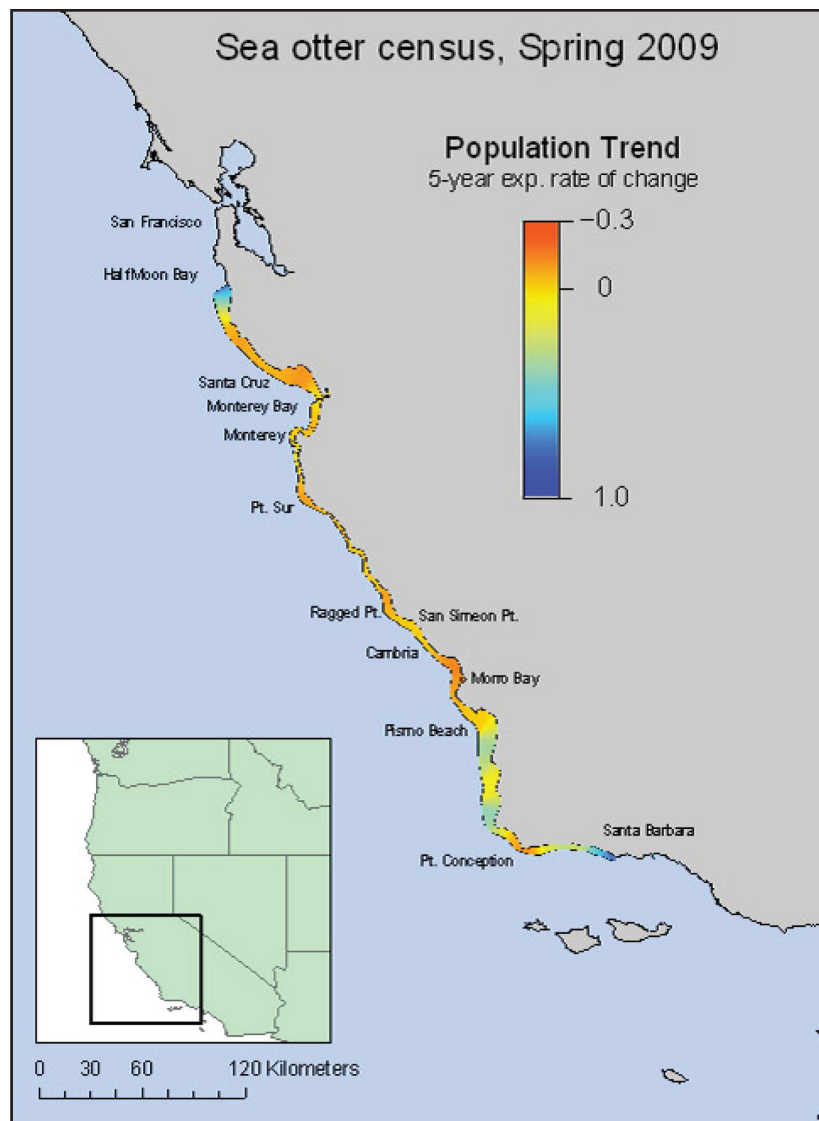 Sea otter census, Spring 2009
Population Trend
5-year exp. rate of change
−0.3
0
1.0
San Francisco
Half Moon Bay
Santa Cruz
Monterey Bay
Monterey
Pt. Sur
Ragged Pt.
San Simeon Pt.
Cambria
Morro Bay
Pismo Beach
Santa Barbara
Pt. Conception
0 30 60 120 Kilometers